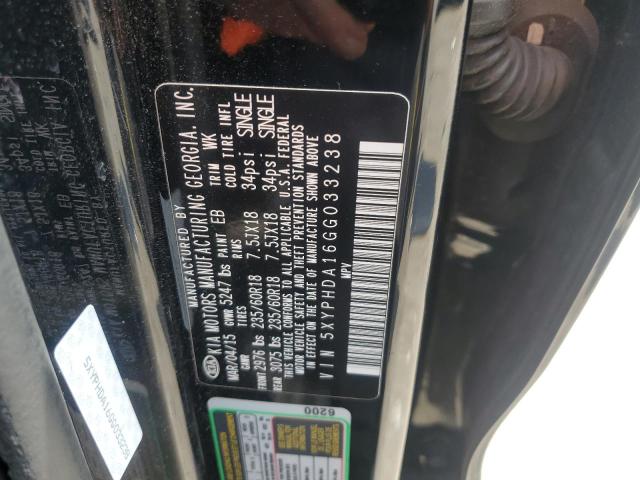 MANUFACTURED BY
KIA MOTORS MANUFACTURING GEORGIA. INC.
MAR/04/15 GVWR 5247 lbs PAINT EB TRIM WK
GAWR TIRES RIMS COLD TIRE INFL
FRONT 2976 lbs 235/60R18 7.5JX18 34psi SINGLE
REAR 3075 lbs 235/60R18 7.5JX18 34psi SINGLE
THIS VEHICLE CONFORMS TO ALL APPLICABLE U.S.A. FEDERAL
MOTOR VEHICLE SAFETY AND THEFT PREVENTION STANDARDS
IN EFFECT ON THE DATE OF MANUFACTURE SHOWN ABOVE
VIN 5XYPHDA16GG033238
MPV
6200
5XYPHDA16GG033238